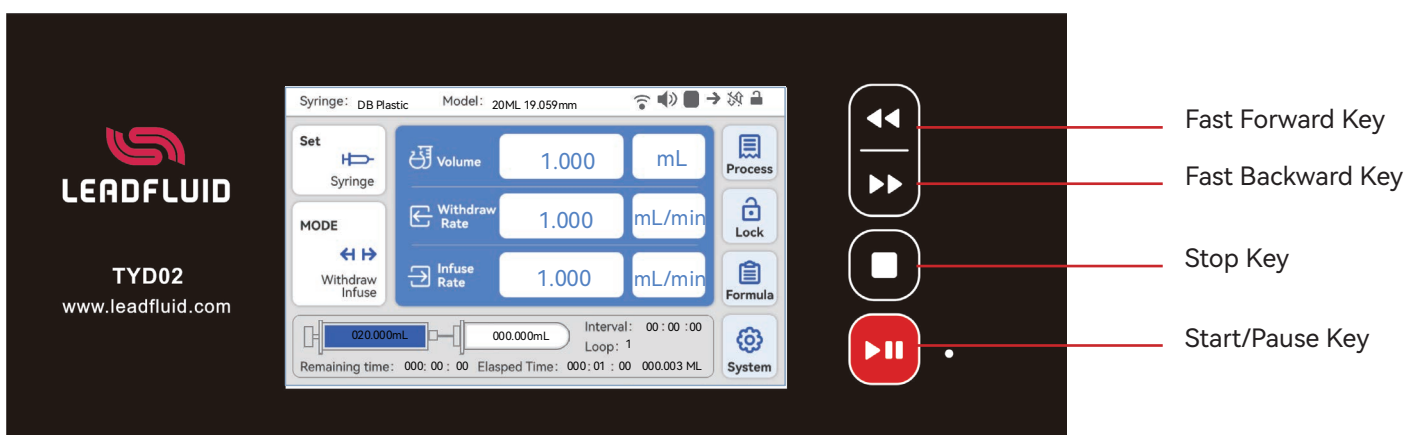 LEADFLUID
TYD02
www.leadfluid.com
Syringe: DB Plastic Model: 20ML 19.059mm
Set
Syringe
MODE
Withdraw
Infuse
Volume 1.000 mL
Withdraw
Rate 1.000 mL/min
Infuse
Rate 1.000 mL/min
Process
Lock
Formula
System
020.000mL 000.000mL
Interval: 00:00 :00
Loop: 1
Remaining time: 000: 00 : 00 Elasped Time: 000: 01 : 00 000.003 ML
Fast Forward Key
Fast Backward Key
Stop Key
Start/Pause Key